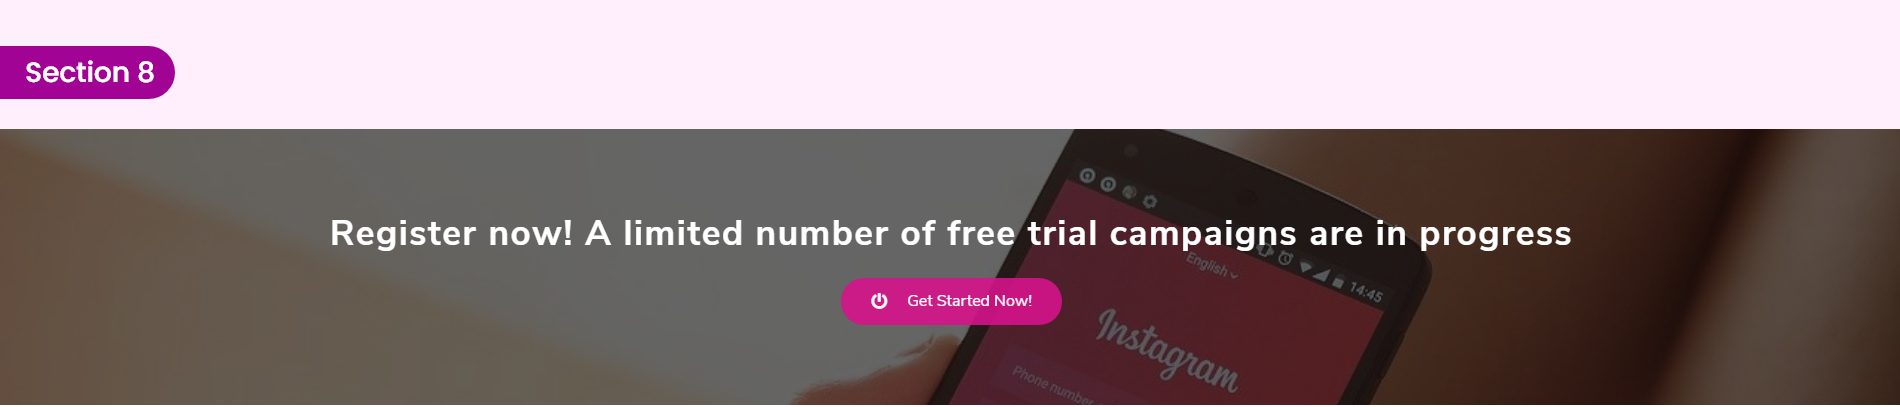 Section 8
Register now! A limited number of free trial campaigns are in progress
Get Started Now!
English
14:45
Instagram
Phone number